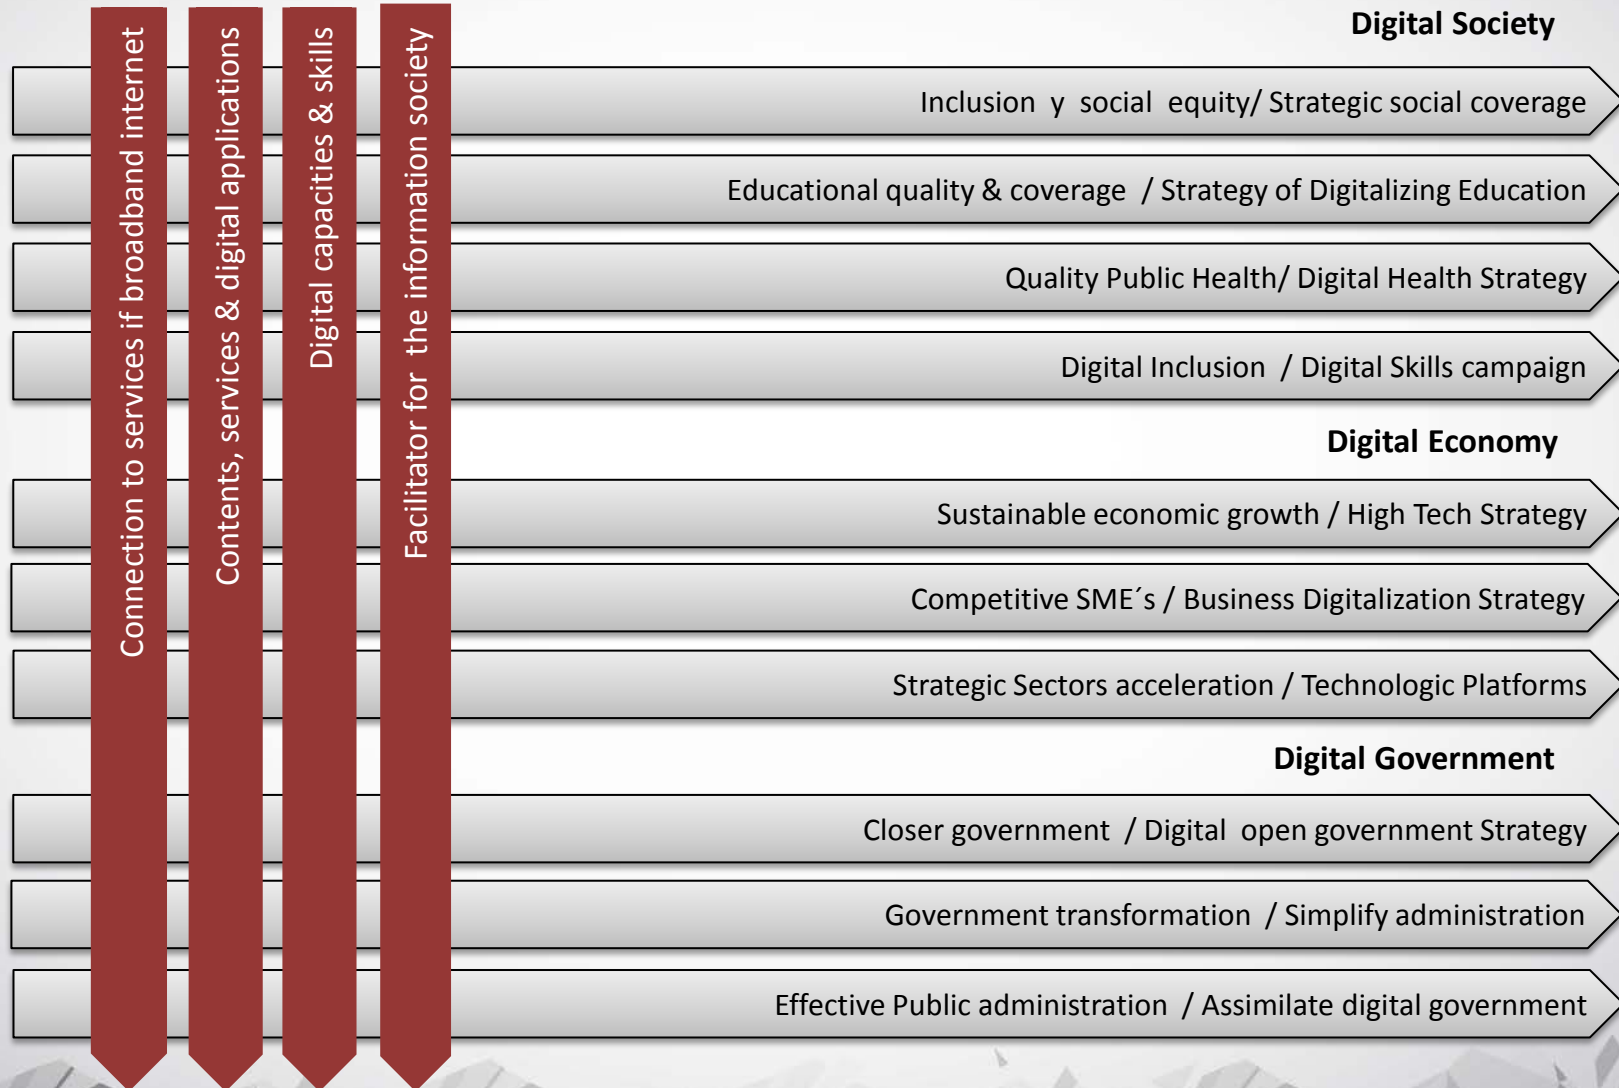 Connection to services if broadband internet
Contents, services & digital applications
Digital capacities & skills
Facilitator for the information society
Digital Society
Inclusion y social equity/ Strategic social coverage
Educational quality & coverage / Strategy of Digitalizing Education
Quality Public Health/ Digital Health Strategy
Digital Inclusion / Digital Skills campaign
Digital Economy
Sustainable economic growth / High Tech Strategy
Competitive SME´s / Business Digitalization Strategy
Strategic Sectors acceleration / Technologic Platforms
Digital Government
Closer government / Digital open government Strategy
Government transformation / Simplify administration
Effective Public administration / Assimilate digital government